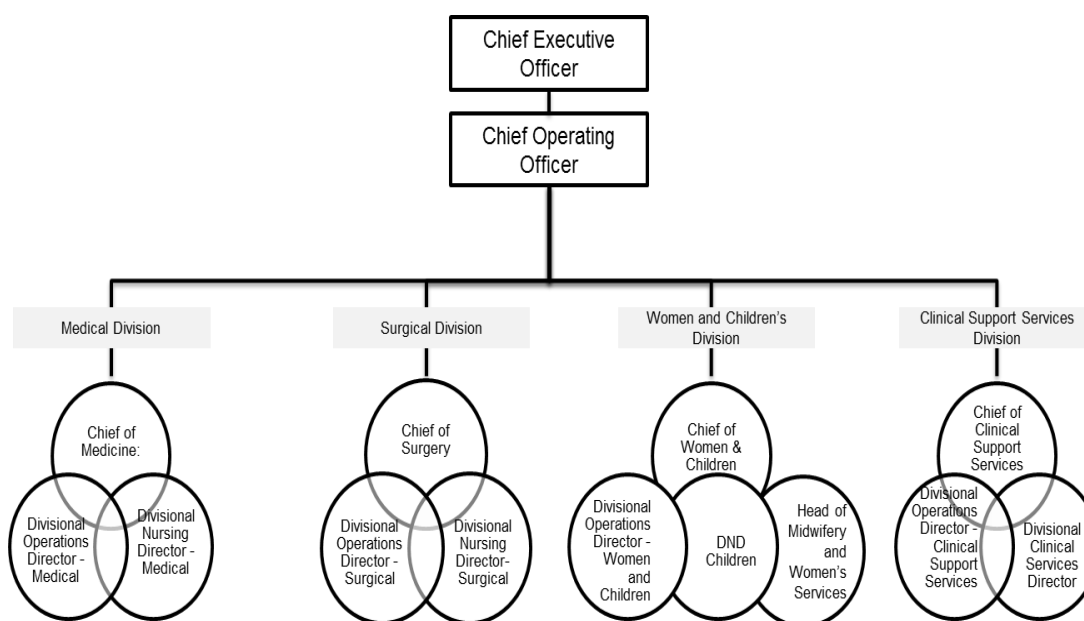 Chief Executive
Officer
Chief Operating
Officer
Medical Division
Surgical Division
Women and Children's
Division
Clinical Support Services
Division
Chief of
Medicine:
Divisional
Operations
Director -
Medical
Divisional
Nursing
Director -
Medical
Chief of
Surgery
Divisional
Operations
Director -
Surgical
Divisional
Nursing
Director-
Surgical
Chief of
Women &
Children
Divisional
Operations
Director -
Women
and
Children
DND
Children
Head of
Midwifery
and
Women's
Services
Chief of
Clinical
Support
Services
Divisional
Operations
Director -
Clinical
Support
Services
Divisional
Clinical
Services
Director